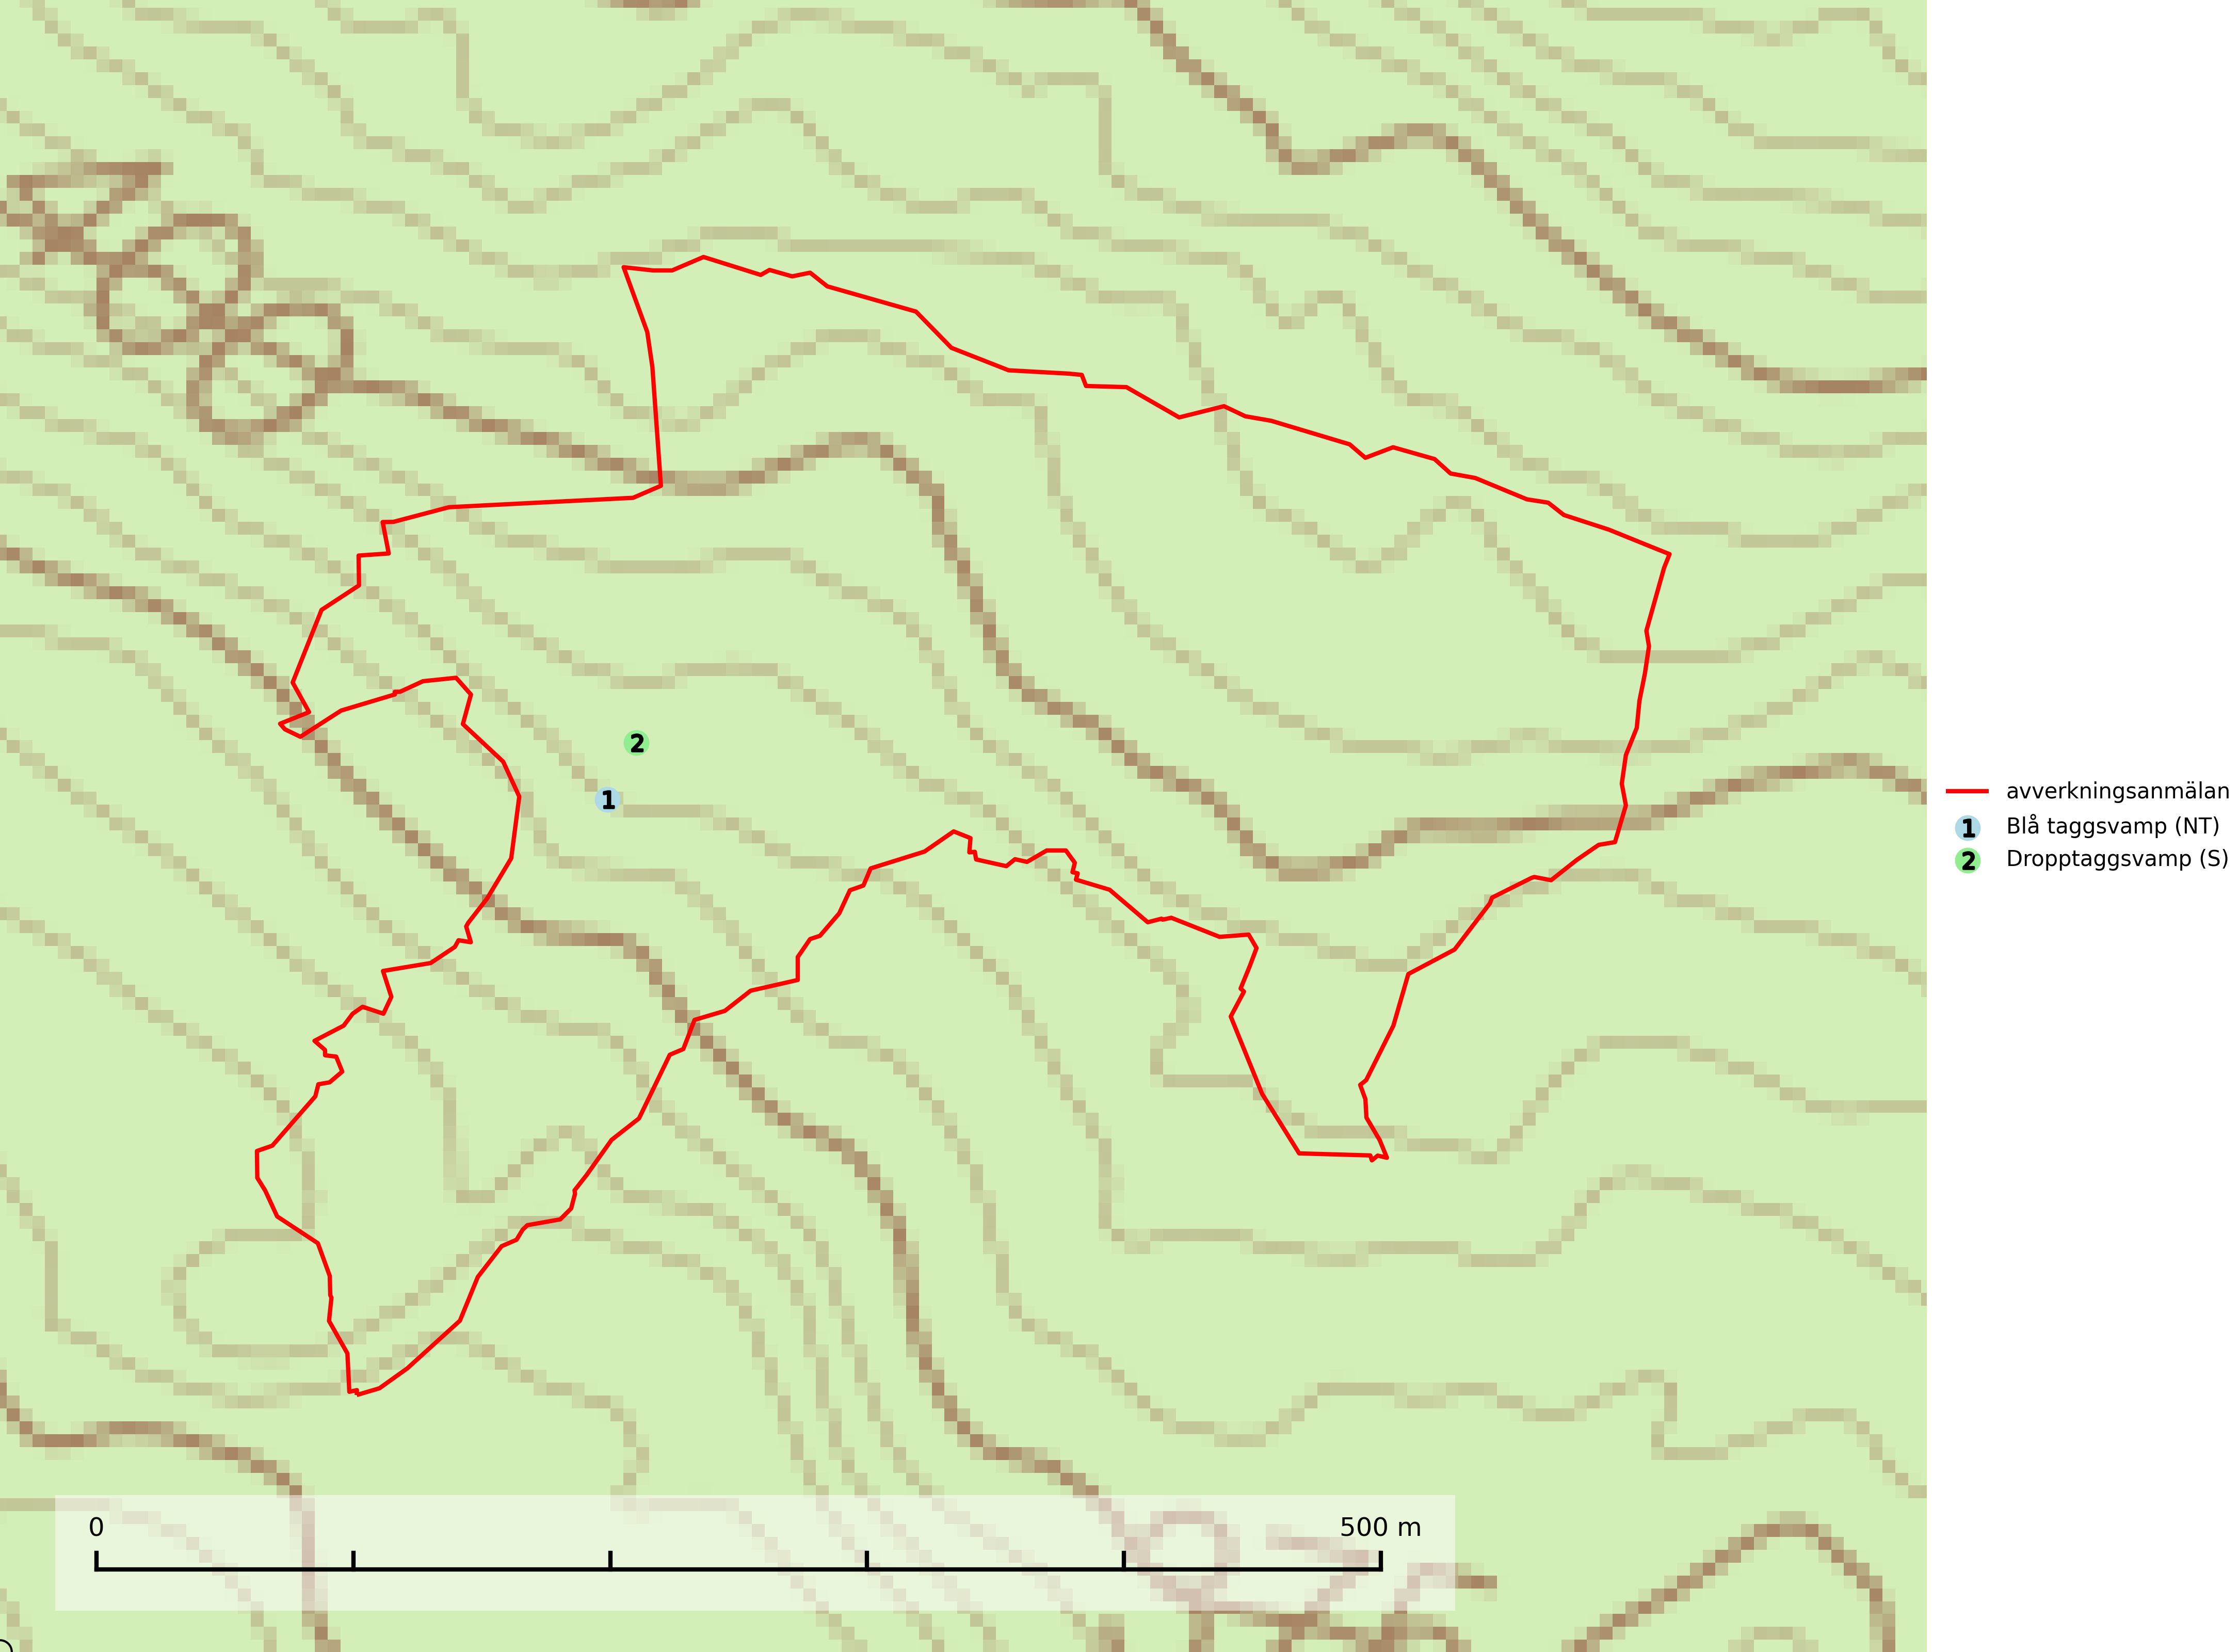 2
1
avverkningsanmälan
1 Blå taggsvamp (NT)
2 Dropptaggsvamp (S)
0 500 m